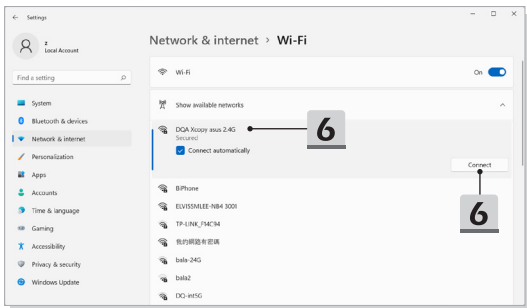 Settings
z
Local Account
Find a setting
System
Bluetooth & devices
Network & internet
Personalization
Apps
Accounts
Time & language
Gaming
Accessibility
Privacy & security
Windows Update
Network & internet > Wi-Fi
Wi-Fi
On
Show available networks
DQA Xcopy asus 2.4G
Secured
Connect automatically
Connect
6
6
BiPhone
ELVISSMLEE-NB4 3001
TP-LINK_F14C94
我的網路有密碼
bala-24G
bala2
DQ-int5G